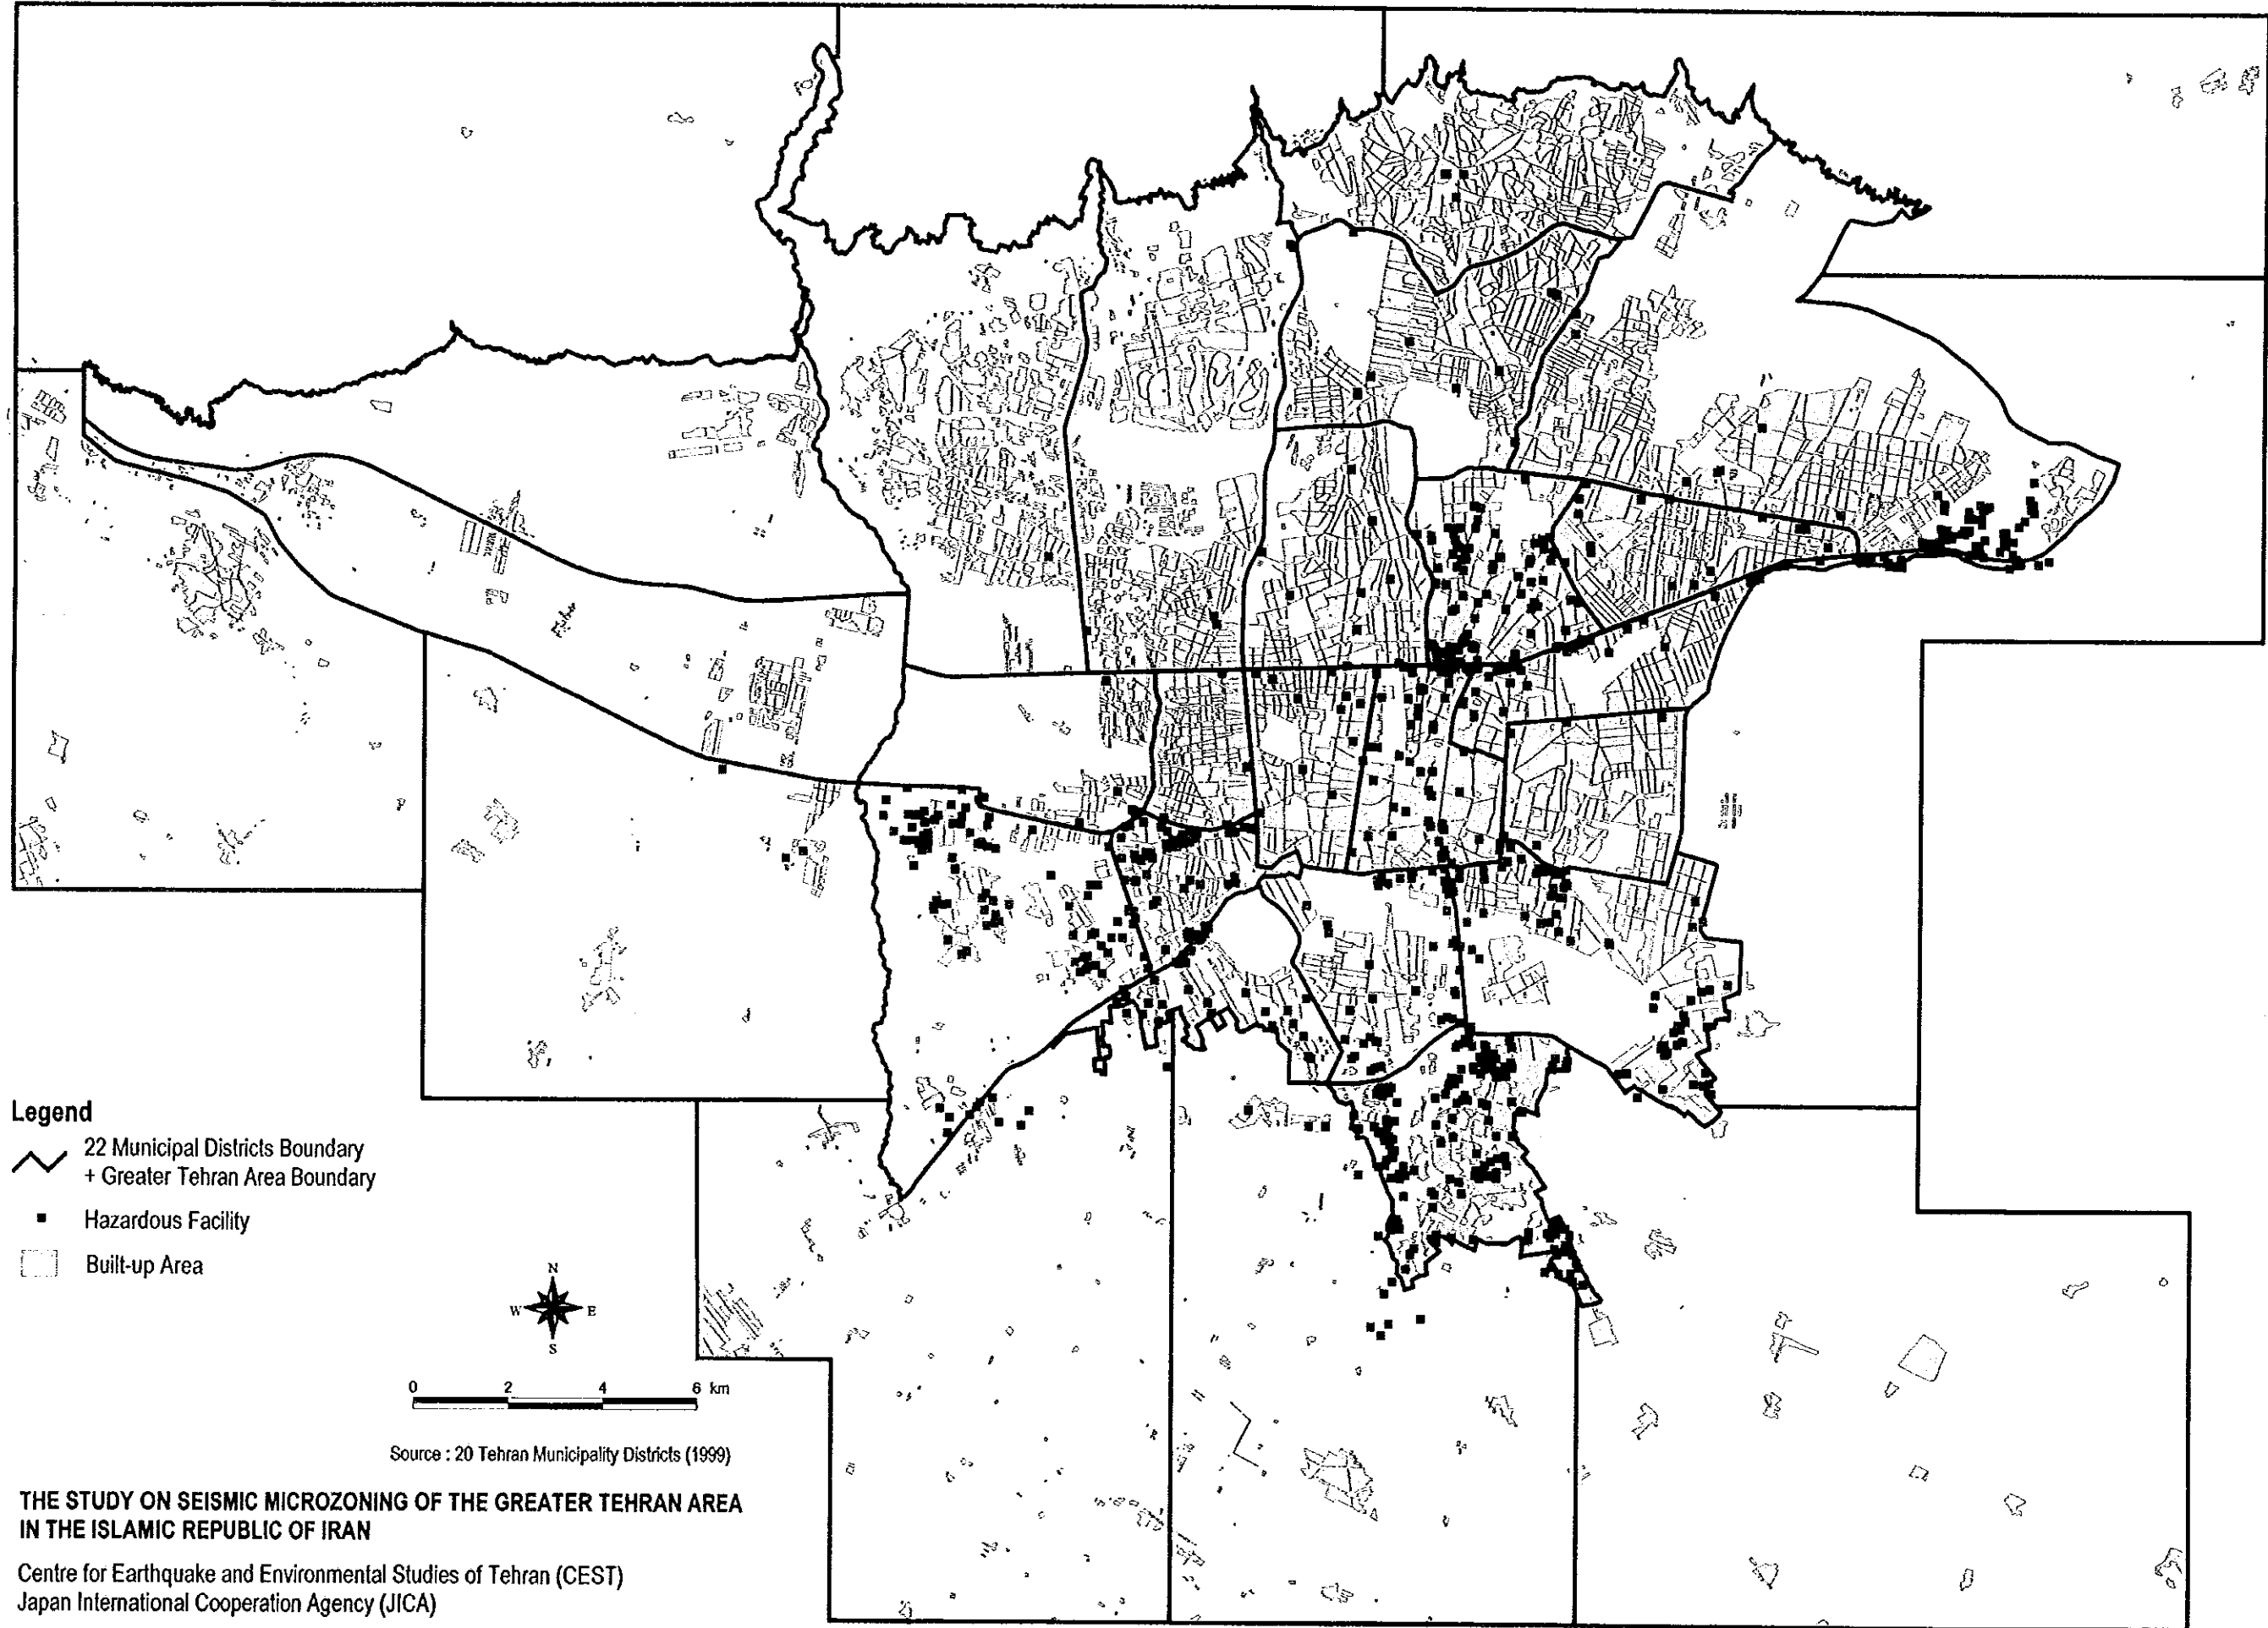 Legend
22 Municipal Districts Boundary
+ Greater Tehran Area Boundary
Hazardous Facility
Built-up Area
N
W E
S
0 2 4 6 km
Source : 20 Tehran Municipality Districts (1999)
THE STUDY ON SEISMIC MICROZONING OF THE GREATER TEHRAN AREA
IN THE ISLAMIC REPUBLIC OF IRAN
Centre for Earthquake and Environmental Studies of Tehran (CEST)
Japan International Cooperation Agency (JICA)